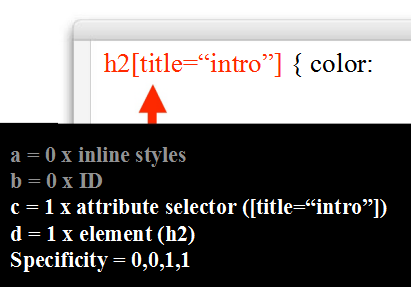 h2[title=“intro”] { color:
a = 0 x inline styles
b = 0 x ID
c = 1 x attribute selector ([title=“intro”])
d = 1 x element (h2)
Specificity = 0,0,1,1